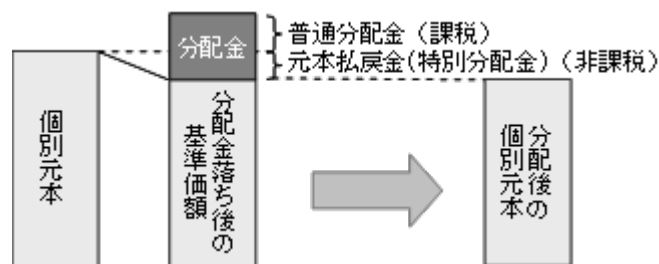 分配金
普通分配金（課税）
元本払戻金(特別分配金)（非課税）
個別元本
分配金落ち後の
基準価額
分配後の
個別元本